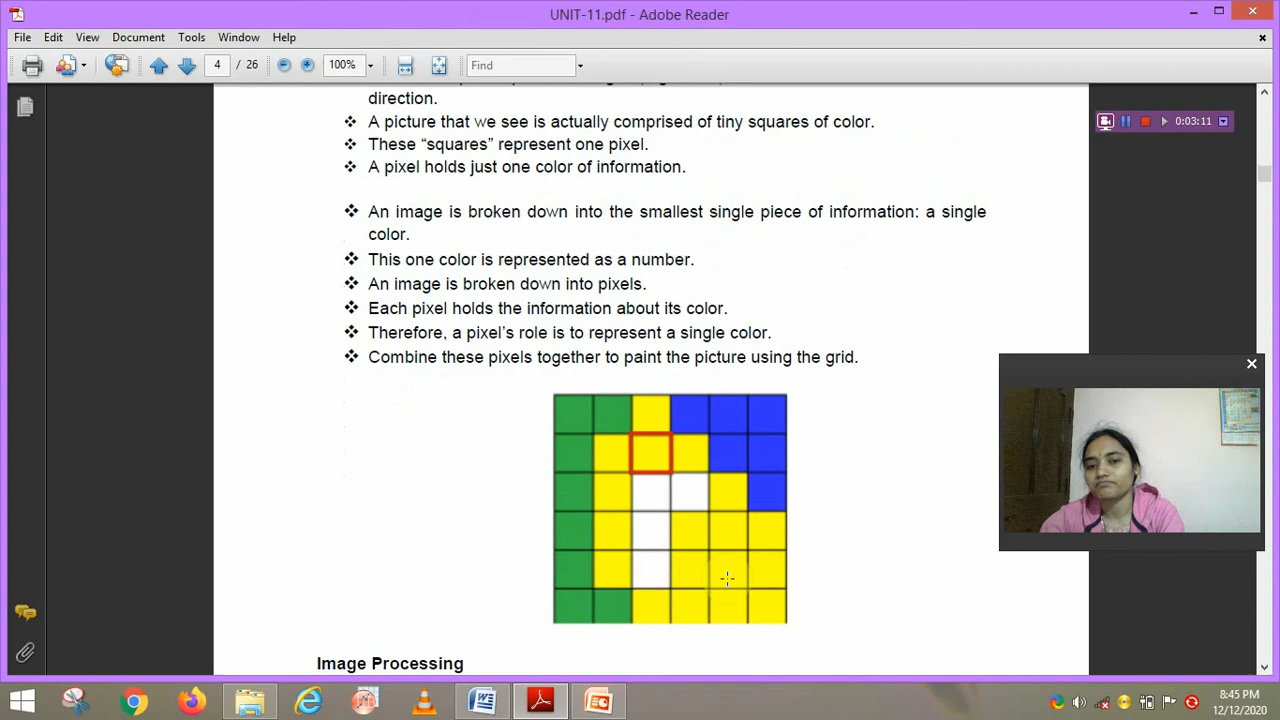 UNIT-11.pdf - Adobe Reader
File Edit View Document Tools Window Help
4 / 26 100% Find
direction.
❖ A picture that we see is actually comprised of tiny squares of color.
❖ These “squares” represent one pixel.
❖ A pixel holds just one color of information.
❖ An image is broken down into the smallest single piece of information: a single
color.
❖ This one color is represented as a number.
❖ An image is broken down into pixels.
❖ Each pixel holds the information about its color.
❖ Therefore, a pixel’s role is to represent a single color.
❖ Combine these pixels together to paint the picture using the grid.
Image Processing
0:03:11
8:45 PM
12/12/2020